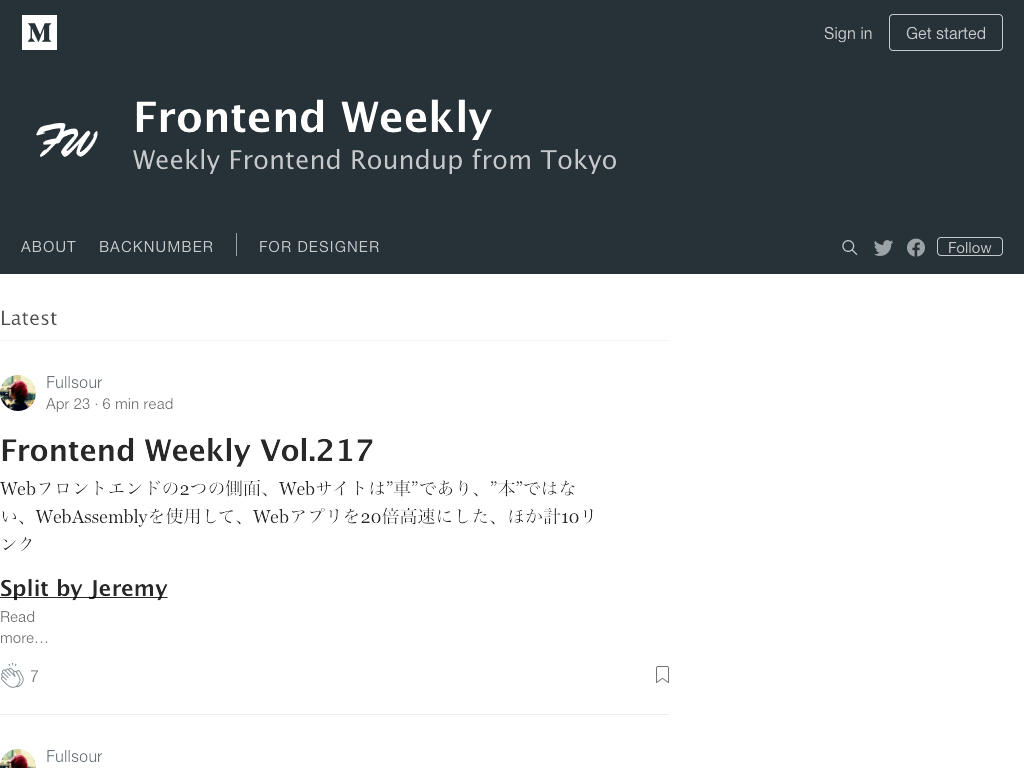 M
Sign in
Get started
FW
Frontend Weekly
Weekly Frontend Roundup from Tokyo
ABOUT
BACKNUMBER
FOR DESIGNER
Follow
Latest
Fullsour
Apr 23 · 6 min read
Frontend Weekly Vol.217
Webフロントエンドの2つの側面、Webサイトは”車”であり、”本”ではな
い、WebAssemblyを使用して、Webアプリを20倍高速にした、ほか計10リ
ンク
Split by Jeremy
Read
more…
7
Fullsour